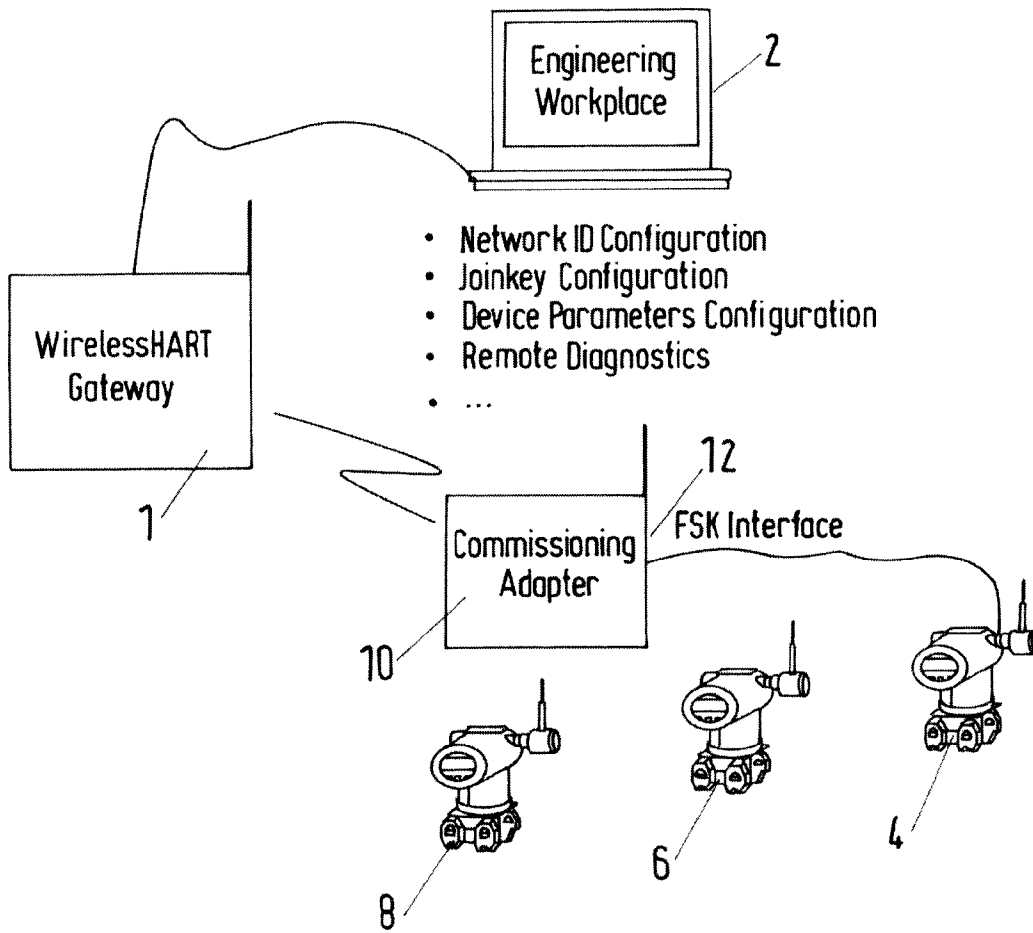 Engineering
Workplace
2
• Network ID Configuration
• Joinkey Configuration
• Device Parameters Configuration
• Remote Diagnostics
• ...
WirelessHART
Gateway
1
12
FSK Interface
Commissioning
Adapter
10
4
6
8